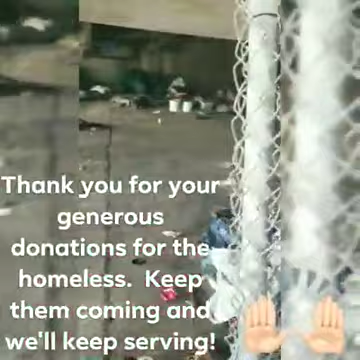 Thank you for your
generous
donations for the
homeless.  Keep
them coming and
we'll keep serving!